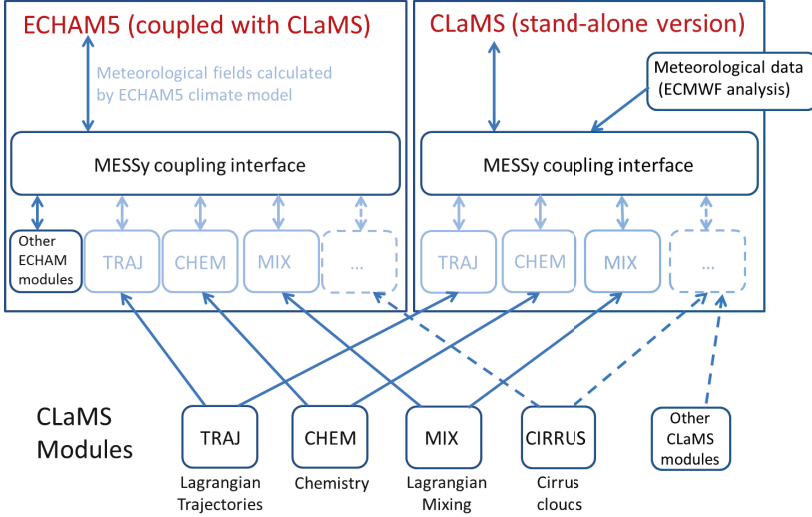 ECHAM5 (coupled with CLaMS)
Meteorological fields calculated
by ECHAM5 climate model
MESSy coupling interface
Other
ECHAM
modules
TRAJ
CHEM
MIX
...
CLaMS (stand-alone version)
Meteorological data
(ECMWF analysis)
MESSy coupling interface
TRAJ
CHEM
MIX
...
CLaMS
Modules
TRAJ
Lagrangian
Trajectories
CHEM
Chemistry
MIX
Lagrangian
Mixing
CIRRUS
Cirrus
cloucs
Other
CLaMS
modules